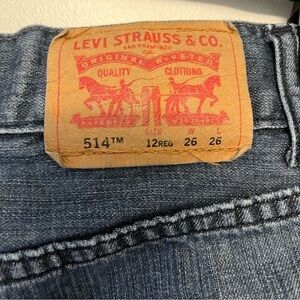 LEVI STRAUSS & CO.
SAN FRANCISCO
CAL
ORIGINAL RIVETED
QUALITY CLOTHING
SIZE W L
514™ 12REG 26 26